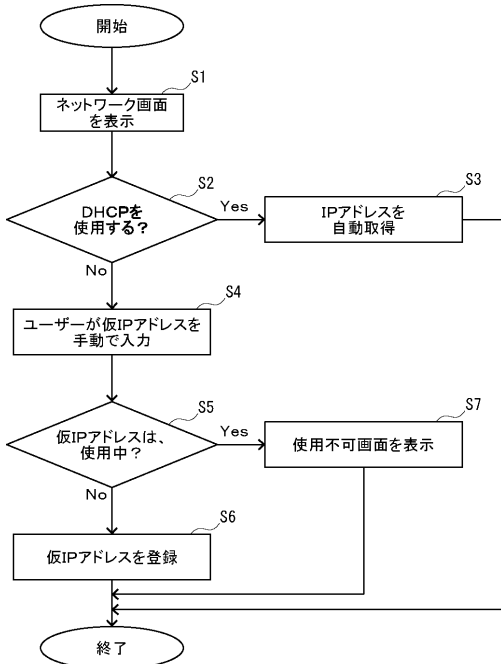 開始
S1
ネットワーク画面
を表示
S2
DHCPを
使用する?
Yes
S3
IPアドレスを
自動取得
No
S4
ユーザーが仮IPアドレスを
手動で入力
S5
仮IPアドレスは、
使用中?
Yes
S7
使用不可画面を表示
No
S6
仮IPアドレスを登録
終了